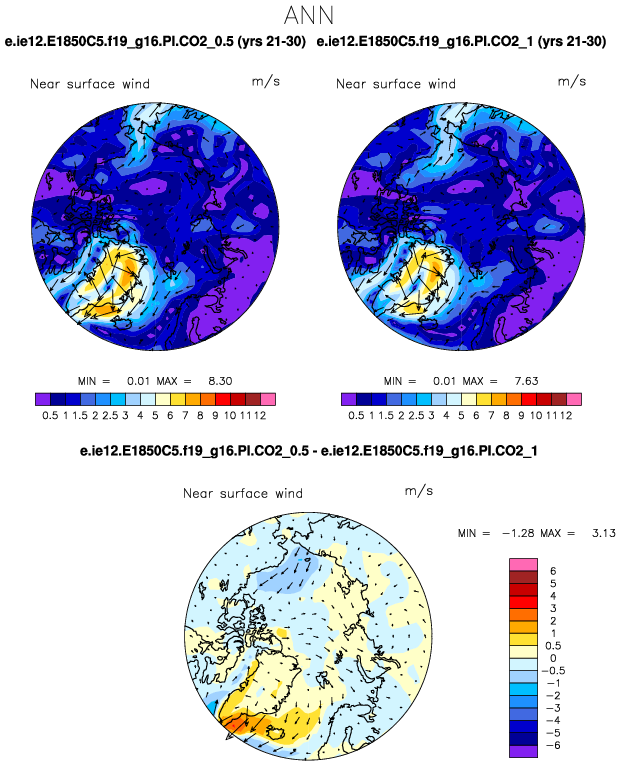 ANN
e.ie12.E1850C5.f19_g16.PI.CO2_0.5 (yrs 21-30) e.ie12.E1850C5.f19_g16.PI.CO2_1 (yrs 21-30)
Near surface wind m/s Near surface wind m/s
MIN = 0.01 MAX = 8.30 MIN = 0.01 MAX = 7.63
0.5 1 1.5 2 2.5 3 4 5 6 7 8 9 10 11 12 0.5 1 1.5 2 2.5 3 4 5 6 7 8 9 10 11 12
e.ie12.E1850C5.f19_g16.PI.CO2_0.5 - e.ie12.E1850C5.f19_g16.PI.CO2_1
Near surface wind m/s
MIN = −1.28 MAX = 3.13
6
5
4
3
2
1
0.5
0
−0.5
−1
−2
−3
−4
−5
−6